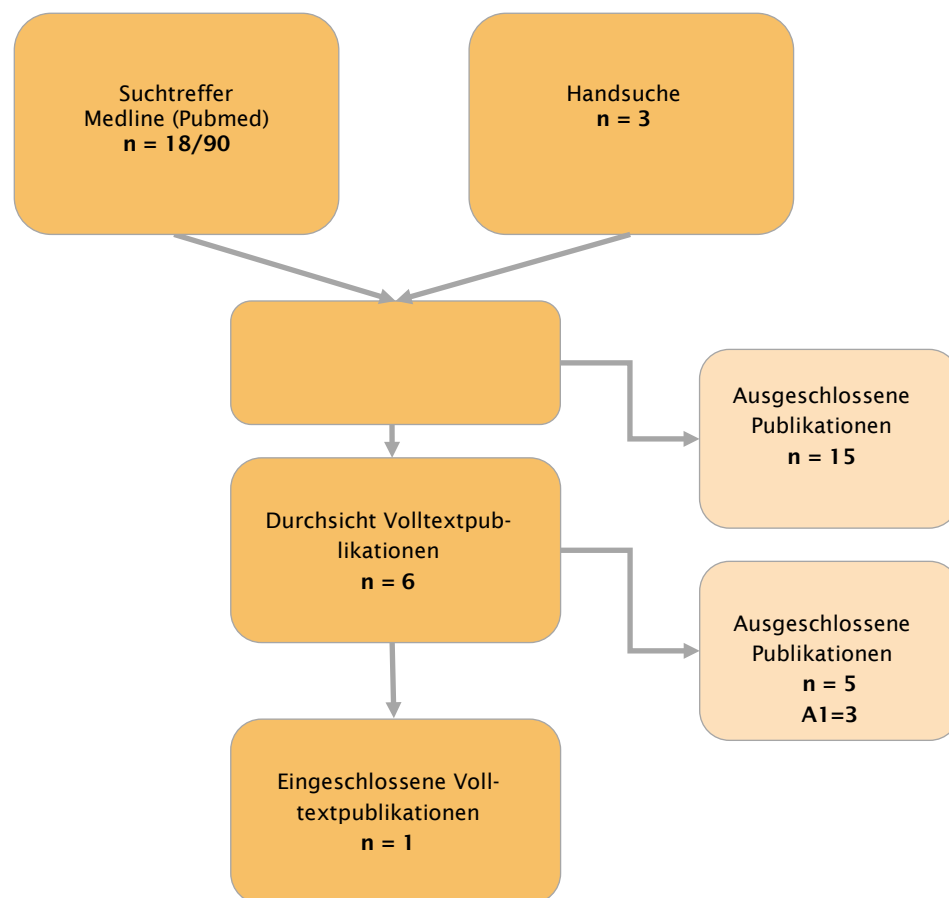 Suchtreffer
Medline (Pubmed)
n = 18/90
Handsuche
n = 3
Ausgeschlossene
Publikationen
n = 15
Durchsicht Volltextpub-
likationen
n = 6
Ausgeschlossene
Publikationen
n = 5
A1=3
Eingeschlossene Voll-
textpublikationen
n = 1